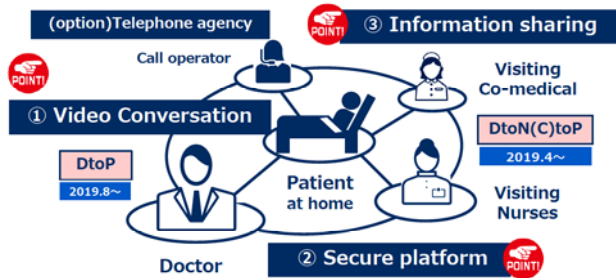 (option)Telephone agency
POINT!
③ Information sharing
Call operator
POINT!
Visiting
Co-medical
① Video Conversation
DtoP
2019.8～
DtoN(C)toP
2019.4～
Patient
at home
Visiting
Nurses
Doctor
② Secure platform
POINT!